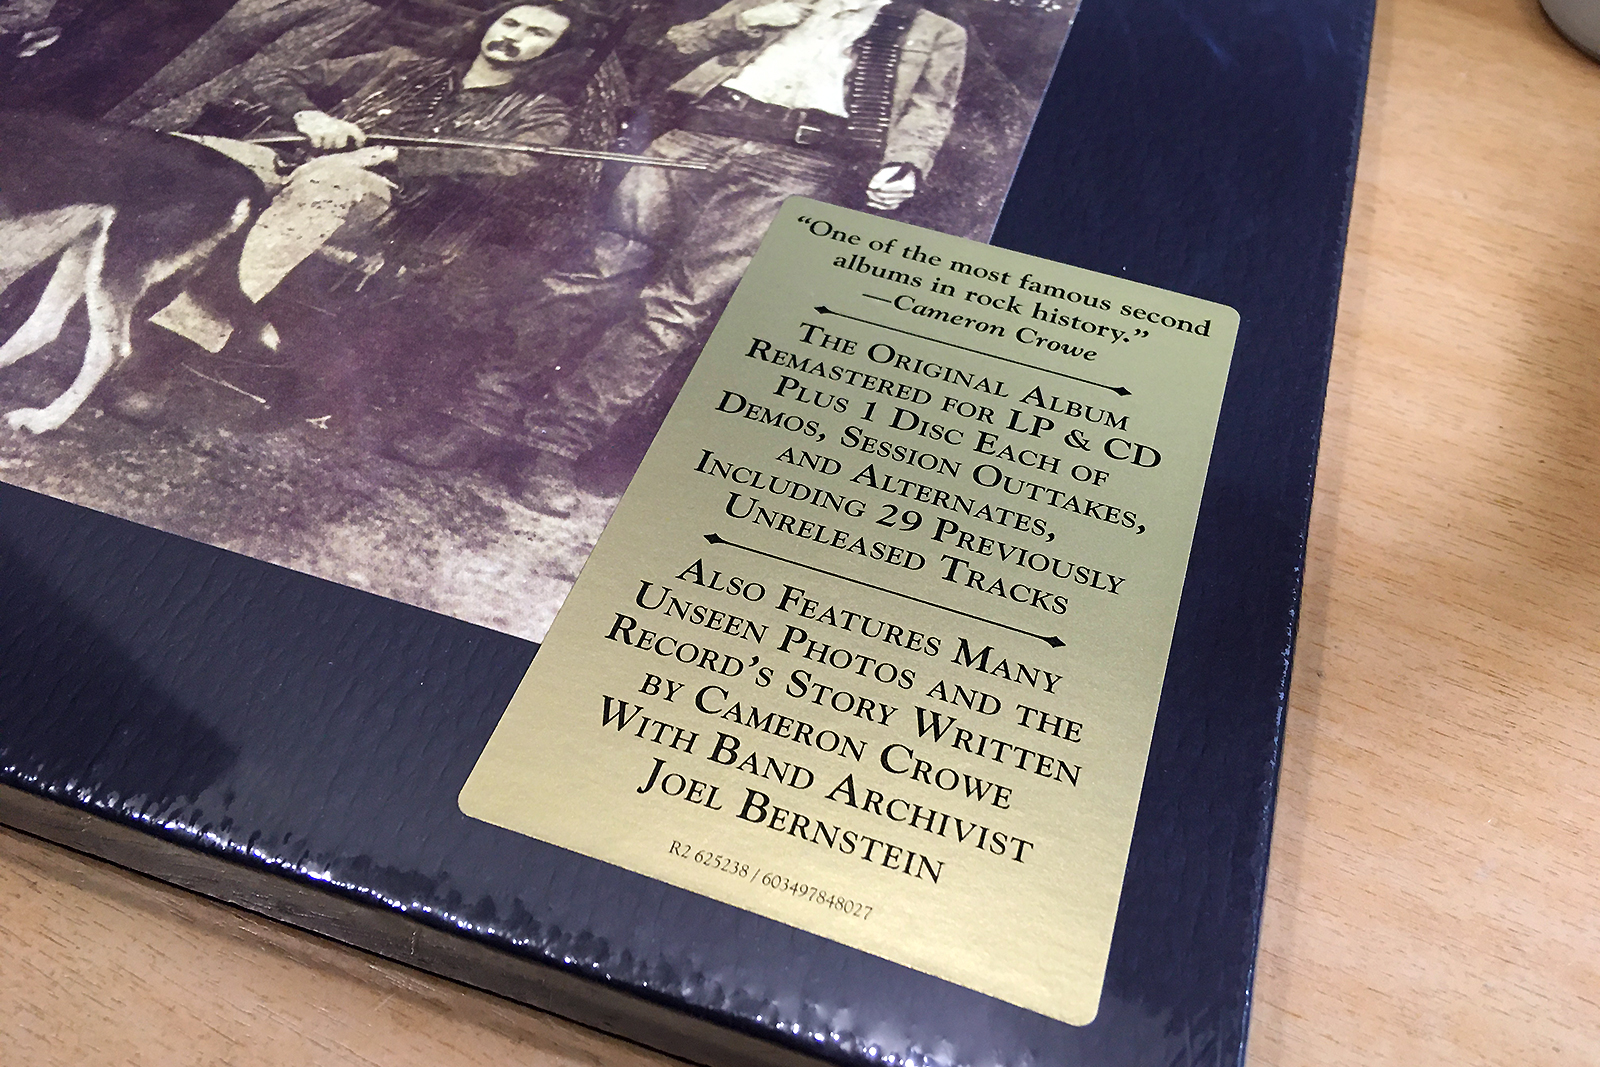 “One of the most famous second
albums in rock history.”
—Cameron Crowe
The Original Album
Remastered for LP & CD
Plus 1 Disc Each of
Demos, Session Outtakes,
and Alternates,
Including 29 Previously
Unreleased Tracks
Also Features Many
Unseen Photos and the
Record’s Story Written
by Cameron Crowe
With Band Archivist
Joel Bernstein
R2 625238 / 603497848027